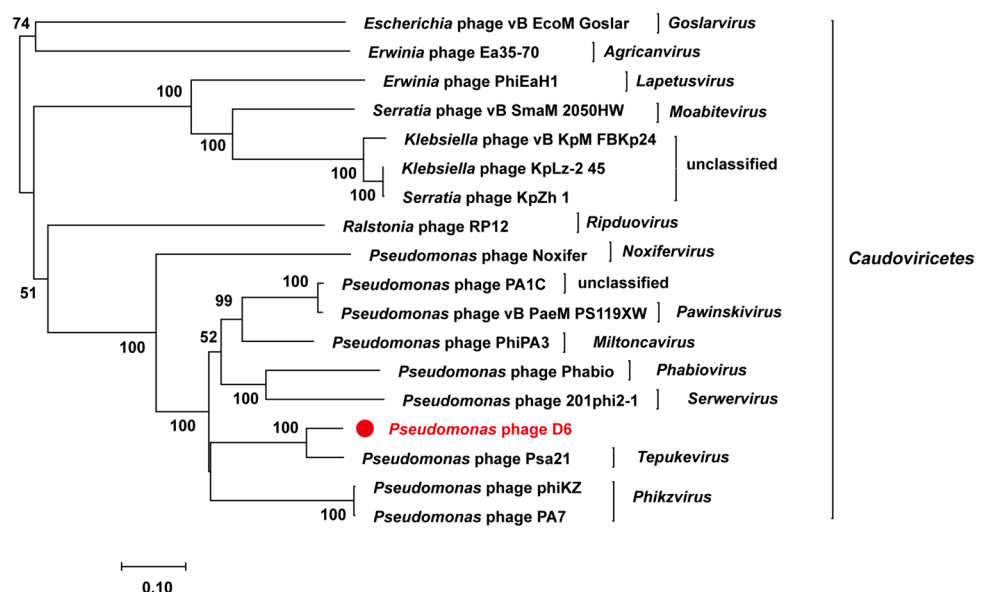 74
Escherichia phage vB EcoM Goslar
Goslarvirus
Erwinia phage Ea35-70
Agricanvirus
Erwinia phage PhiEaH1
Lapetusvirus
100
Serratia phage vB SmaM 2050HW
Moabitevirus
100
Klebsiella phage vB KpM FBKp24
Klebsiella phage KpLz-2 45
unclassified
100
Serratia phage KpZh 1
100
Ralstonia phage RP12
Ripduovirus
Pseudomonas phage Noxifer
Noxifervirus
Caudoviricetes
51
100
Pseudomonas phage PA1C
unclassified
99
Pseudomonas phage vB PaeM PS119XW
Pawinskivirus
52
Pseudomonas phage PhiPA3
Miltoncavirus
100
Pseudomonas phage Phabio
Phabiovirus
100
Pseudomonas phage 201phi2-1
Serwervirus
100
100
Pseudomonas phage D6
Pseudomonas phage Psa21
Tepukevirus
Pseudomonas phage phiKZ
Phikzvirus
100
Pseudomonas phage PA7
0.10